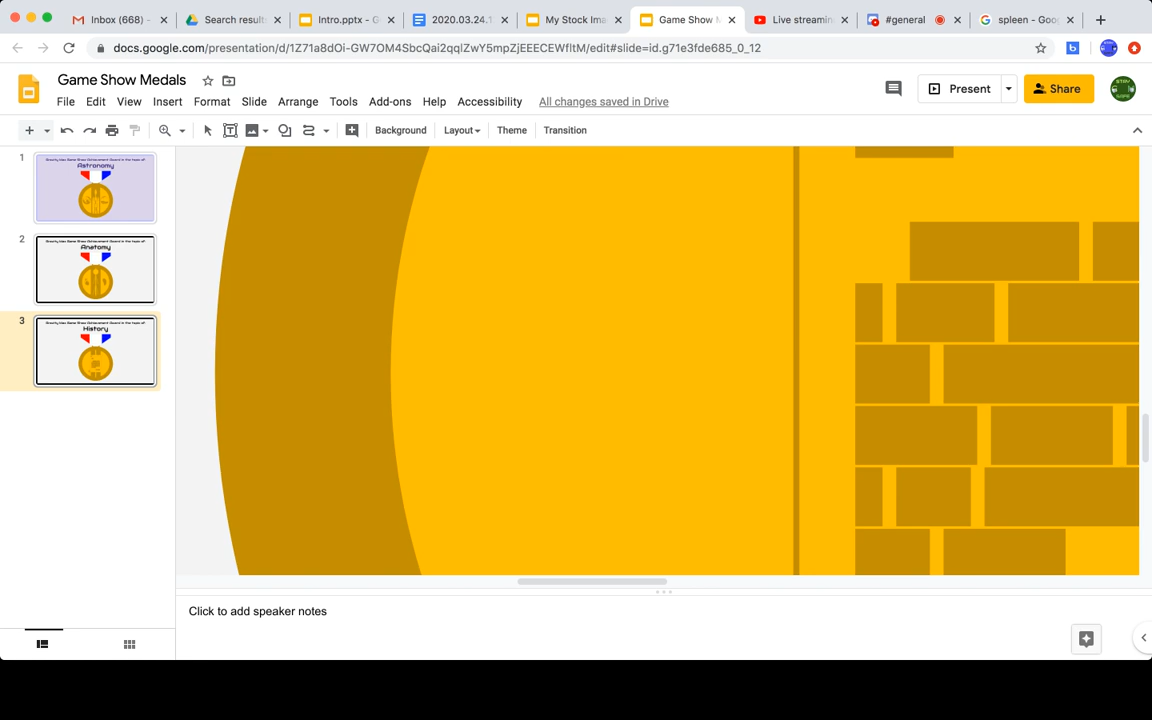 Inbox (668) -
Search results
Intro.pptx - G
2020.03.24.1
My Stock Ima
Game Show M
Live streamin
#general
spleen - Goo
docs.google.com/presentation/d/1Z71a8dOi-GW7OM4SbcQai2qqlZwY5mpZjEEECEWfltM/edit#slide=id.g71e3fde685_0_12
Game Show Medals
File Edit View Insert Format Slide Arrange Tools Add-ons Help Accessibility All changes saved in Drive
Present
Share
Background Layout Theme Transition
1
Astronomy
2
Anatomy
3
History
Click to add speaker notes